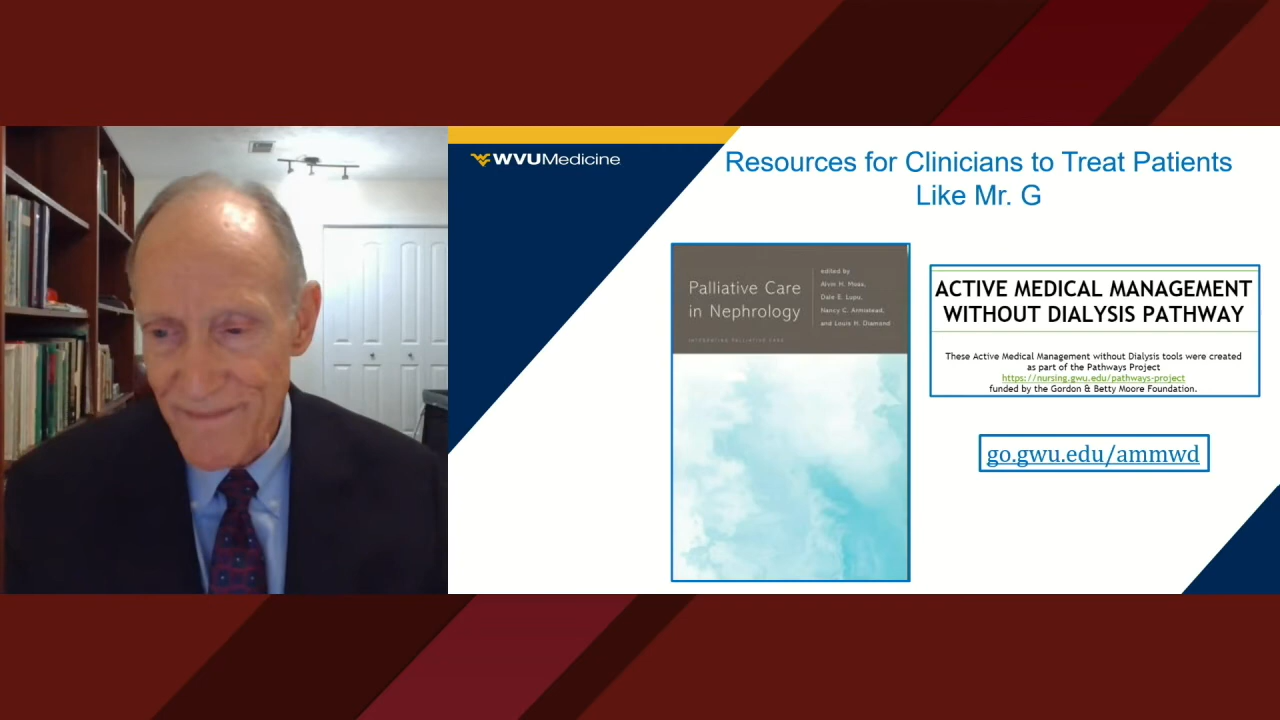 WVUMedicine
Resources for Clinicians to Treat Patients
Like Mr. G
Palliative Care
in Nephrology
edited by
Alvin H. Moss,
Dale E. Lupu,
Nancy C. Armistead,
and Louis H. Diamond
INTEGRATING PALLIATIVE CARE
ACTIVE MEDICAL MANAGEMENT
WITHOUT DIALYSIS PATHWAY
These Active Medical Management without Dialysis tools were created
as part of the Pathways Project
https://nursing.gwu.edu/pathways-project
funded by the Gordon & Betty Moore Foundation.
go.gwu.edu/ammwd